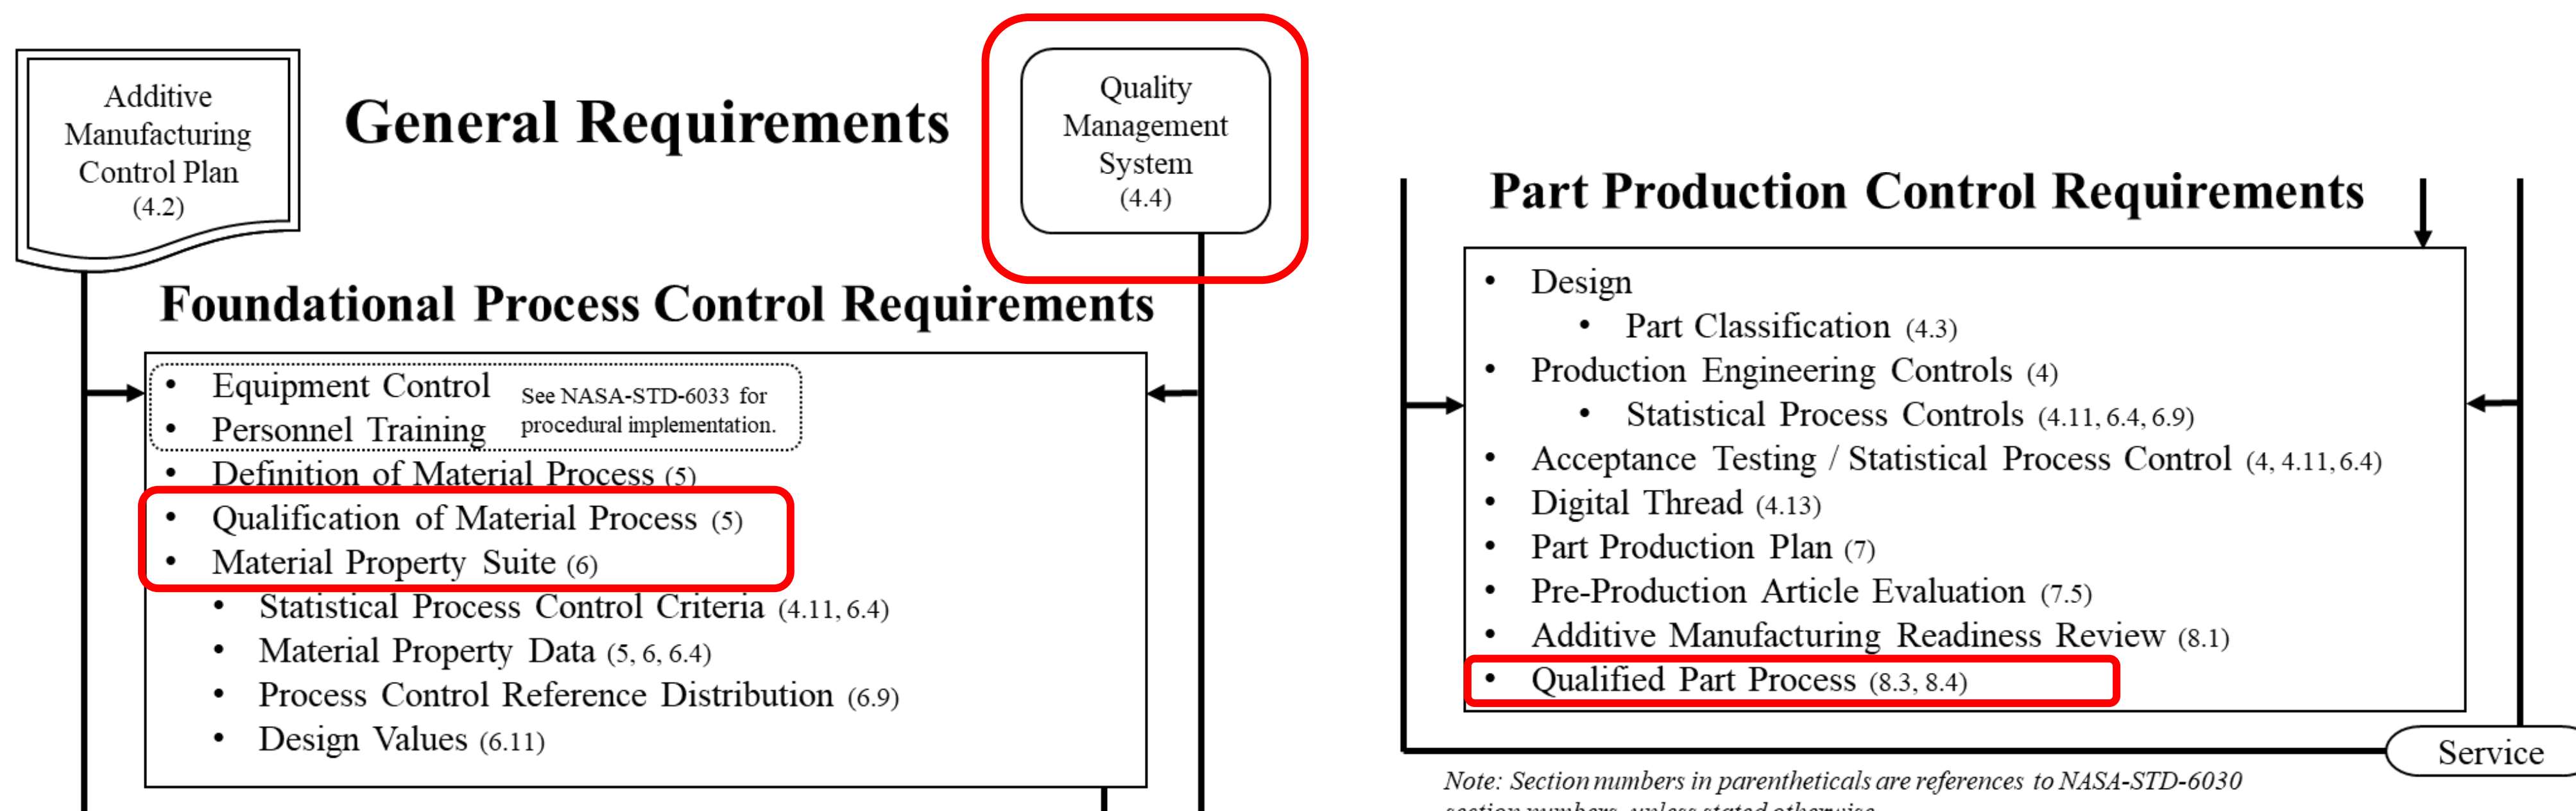 Additive
Manufacturing
Control Plan
(4.2)
General Requirements
Quality
Management
System
(4.4)
Foundational Process Control Requirements
• Equipment Control
• Personnel Training
See NASA-STD-6033 for
procedural implementation.
• Definition of Material Process (5)
• Qualification of Material Process (5)
• Material Property Suite (6)
• Statistical Process Control Criteria (4.11, 6.4)
• Material Property Data (5, 6, 6.4)
• Process Control Reference Distribution (6.9)
• Design Values (6.11)
Part Production Control Requirements
• Design
• Part Classification (4.3)
• Production Engineering Controls (4)
• Statistical Process Controls (4.11, 6.4, 6.9)
• Acceptance Testing / Statistical Process Control (4, 4.11, 6.4)
• Digital Thread (4.13)
• Part Production Plan (7)
• Pre-Production Article Evaluation (7.5)
• Additive Manufacturing Readiness Review (8.1)
• Qualified Part Process (8.3, 8.4)
Service
Note: Section numbers in parentheticals are references to NASA-STD-6030
section numbers, unless stated otherwise